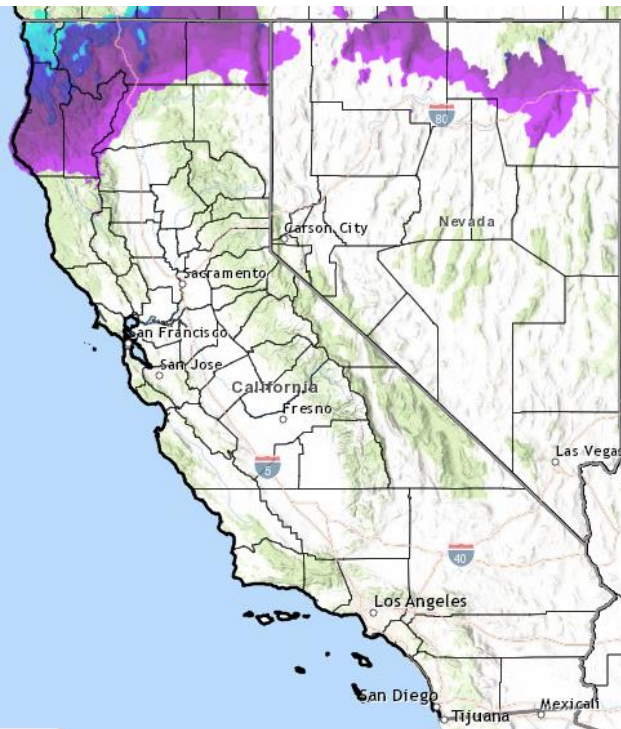 80
Nevada
Carson City
Sacramento
San Francisco
San Jose
California
Fresno
5
Las Vegas
40
Los Angeles
San Diego
Tijuana
Mexicali